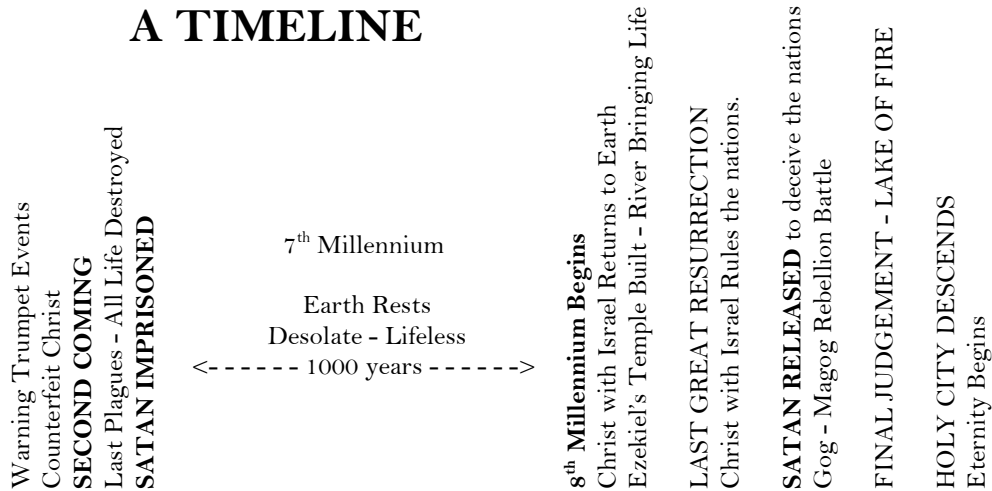 A TIMELINE
Warning Trumpet Events
Counterfeit Christ
SECOND COMING
Last Plagues - All Life Destroyed
SATAN IMPRISONED
7th Millennium
Earth Rests
Desolate - Lifeless
<- - - - - - 1000 years - - - - - ->
8th Millennium Begins
Christ with Israel Returns to Earth
Ezekiel's Temple Built - River Bringing Life
LAST GREAT RESURRECTION
Christ with Israel Rules the nations.
SATAN RELEASED to deceive the nations
Gog - Magog Rebellion Battle
FINAL JUDGEMENT - LAKE OF FIRE
HOLY CITY DESCENDS
Eternity Begins